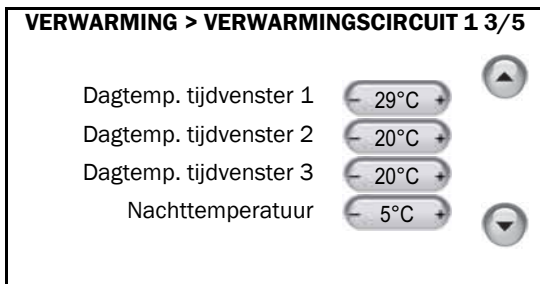 VERWARMING > VERWARMINGSCIRCUIT 1 3/5
Dagtemp. tijdvenster 1 - 29°C +
Dagtemp. tijdvenster 2 - 20°C +
Dagtemp. tijdvenster 3 - 20°C +
Nachttemperatuur - 5°C +